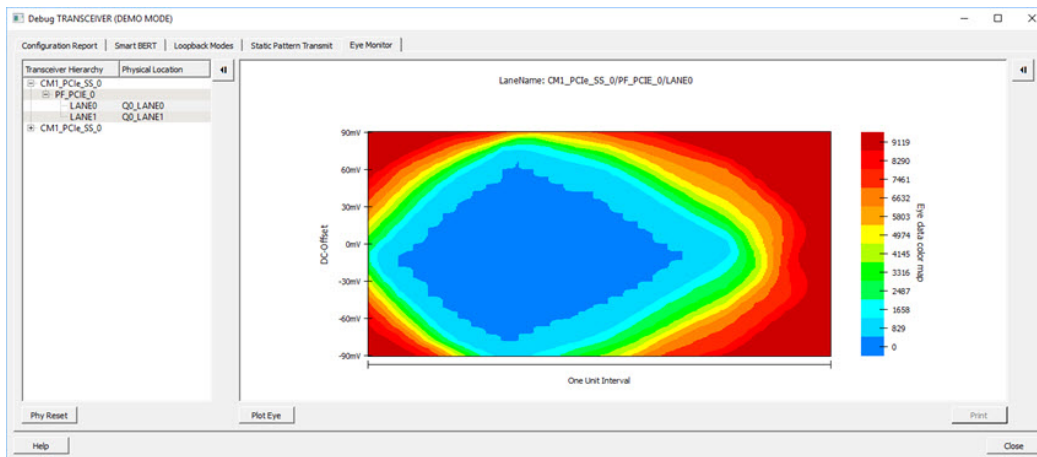 Debug TRANSCEIVER (DEMO MODE)
Configuration Report Smart BERT Loopback Modes Static Pattern Transmit Eye Monitor
Transceiver Hierarchy Physical Location
CM1_PCIe_SS_0
PF_PCIE_0
LANE0 Q0_LANE0
LANE1 Q0_LANE1
CM1_PCIe_SS_0
LaneName: CM1_PCIe_SS_0/PF_PCIE_0/LANE0
DC-Offset
90mV
60mV
30mV
0mV
-30mV
-60mV
-90mV
One Unit Interval
9119
8290
7461
6632
5803
4974
4145
3316
2487
1658
829
0
Eye data color map
Phy Reset Plot Eye Print
Help Close